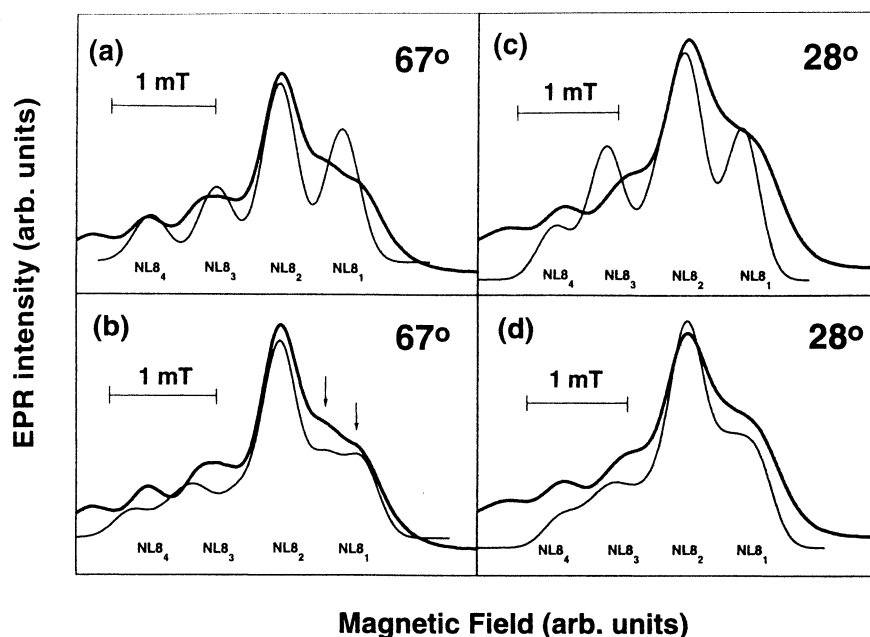 EPR intensity (arb. units)
(a)
67°
1 mT
NL8₄ NL8₃ NL8₂ NL8₁
(c)
28°
1 mT
NL8₄ NL8₃ NL8₂ NL8₁
(b)
67°
1 mT
NL8₄ NL8₃ NL8₂ NL8₁
(d)
28°
1 mT
NL8₄ NL8₃ NL8₂ NL8₁
Magnetic Field (arb. units)